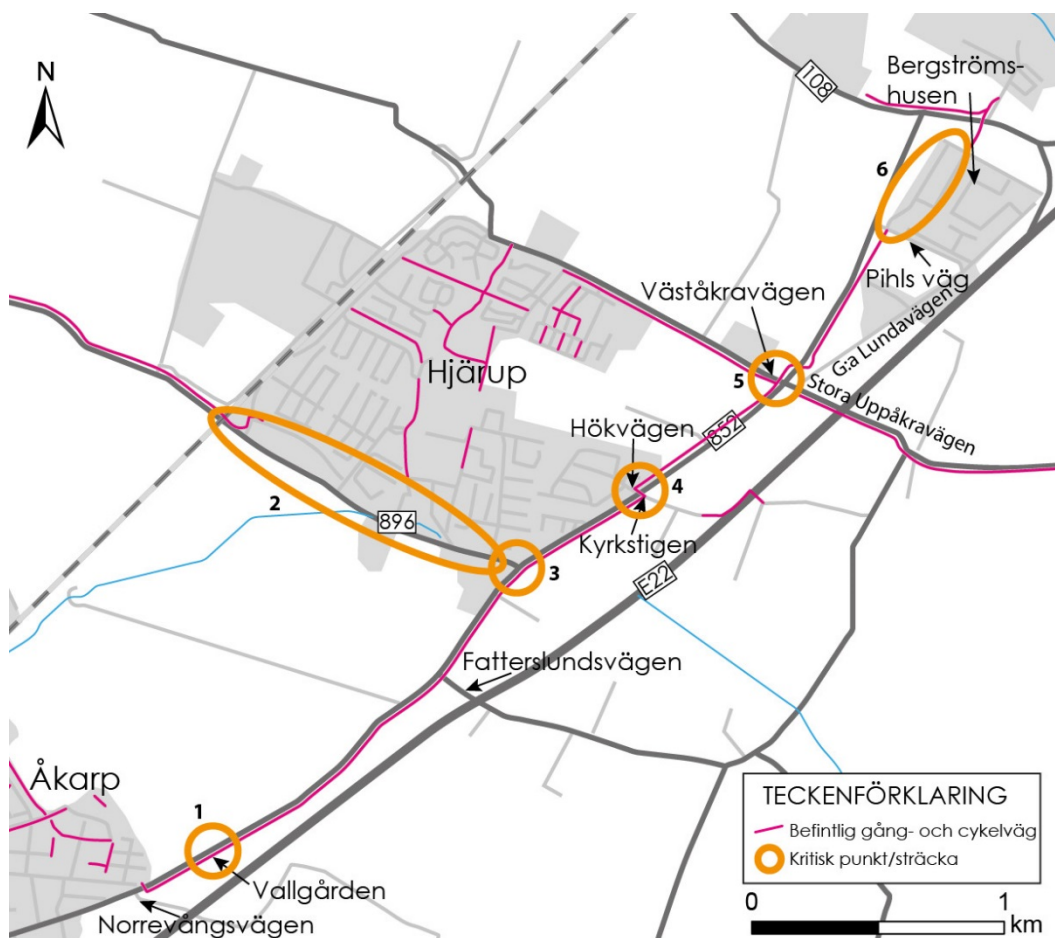 N
108
Bergströms-
husen
6
Pihls väg
Väståkravägen
G:a Lundavägen
5
Stora Uppåkravägen
Hjärup
852
Hökvägen
4
2
896
Kyrkstigen
3
E22
Fatterslundsvägen
Åkarp
1
Vallgården
Norrevångsvägen
TECKENFÖRKLARING
Befintlig gång- och cykelväg
Kritisk punkt/sträcka
0 1
km